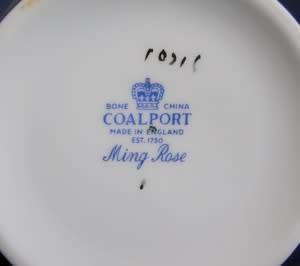 BONE CHINA
COALPORT
MADE IN ENGLAND
EST. 1750
Ming Rose